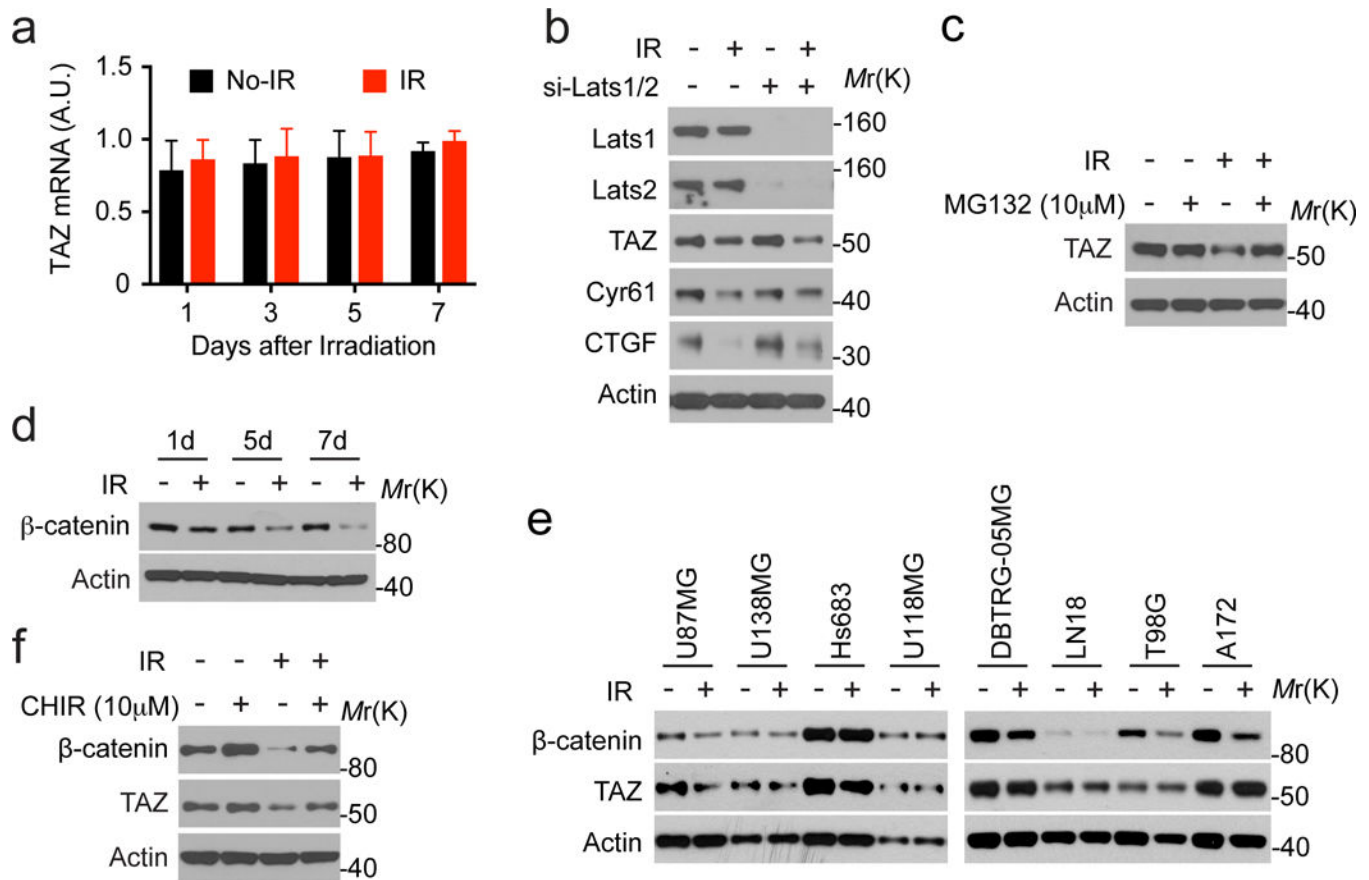 a
TAZ mRNA (A.U.)
1.5
1.0
0.5
0
No-IR IR
1 3 5 7
Days after Irradiation
b
IR - + - +
si-Lats1/2 - - + + Mr(K)
Lats1 -160
Lats2 -160
TAZ -50
Cyr61 -40
CTGF -30
Actin -40
c
IR - - + +
MG132 (10μM) - + - + Mr(K)
TAZ -50
Actin -40
d
1d 5d 7d
IR - + - + - + Mr(K)
β-catenin -80
Actin -40
e
U87MG U138MG Hs683 U118MG DBTRG-05MG LN18 T98G A172
IR - + - + - + - + - + - + - + - + Mr(K)
β-catenin -80
TAZ -50
Actin -40
f
IR - - + +
CHIR (10μM) - + - + Mr(K)
β-catenin -80
TAZ -50
Actin -40